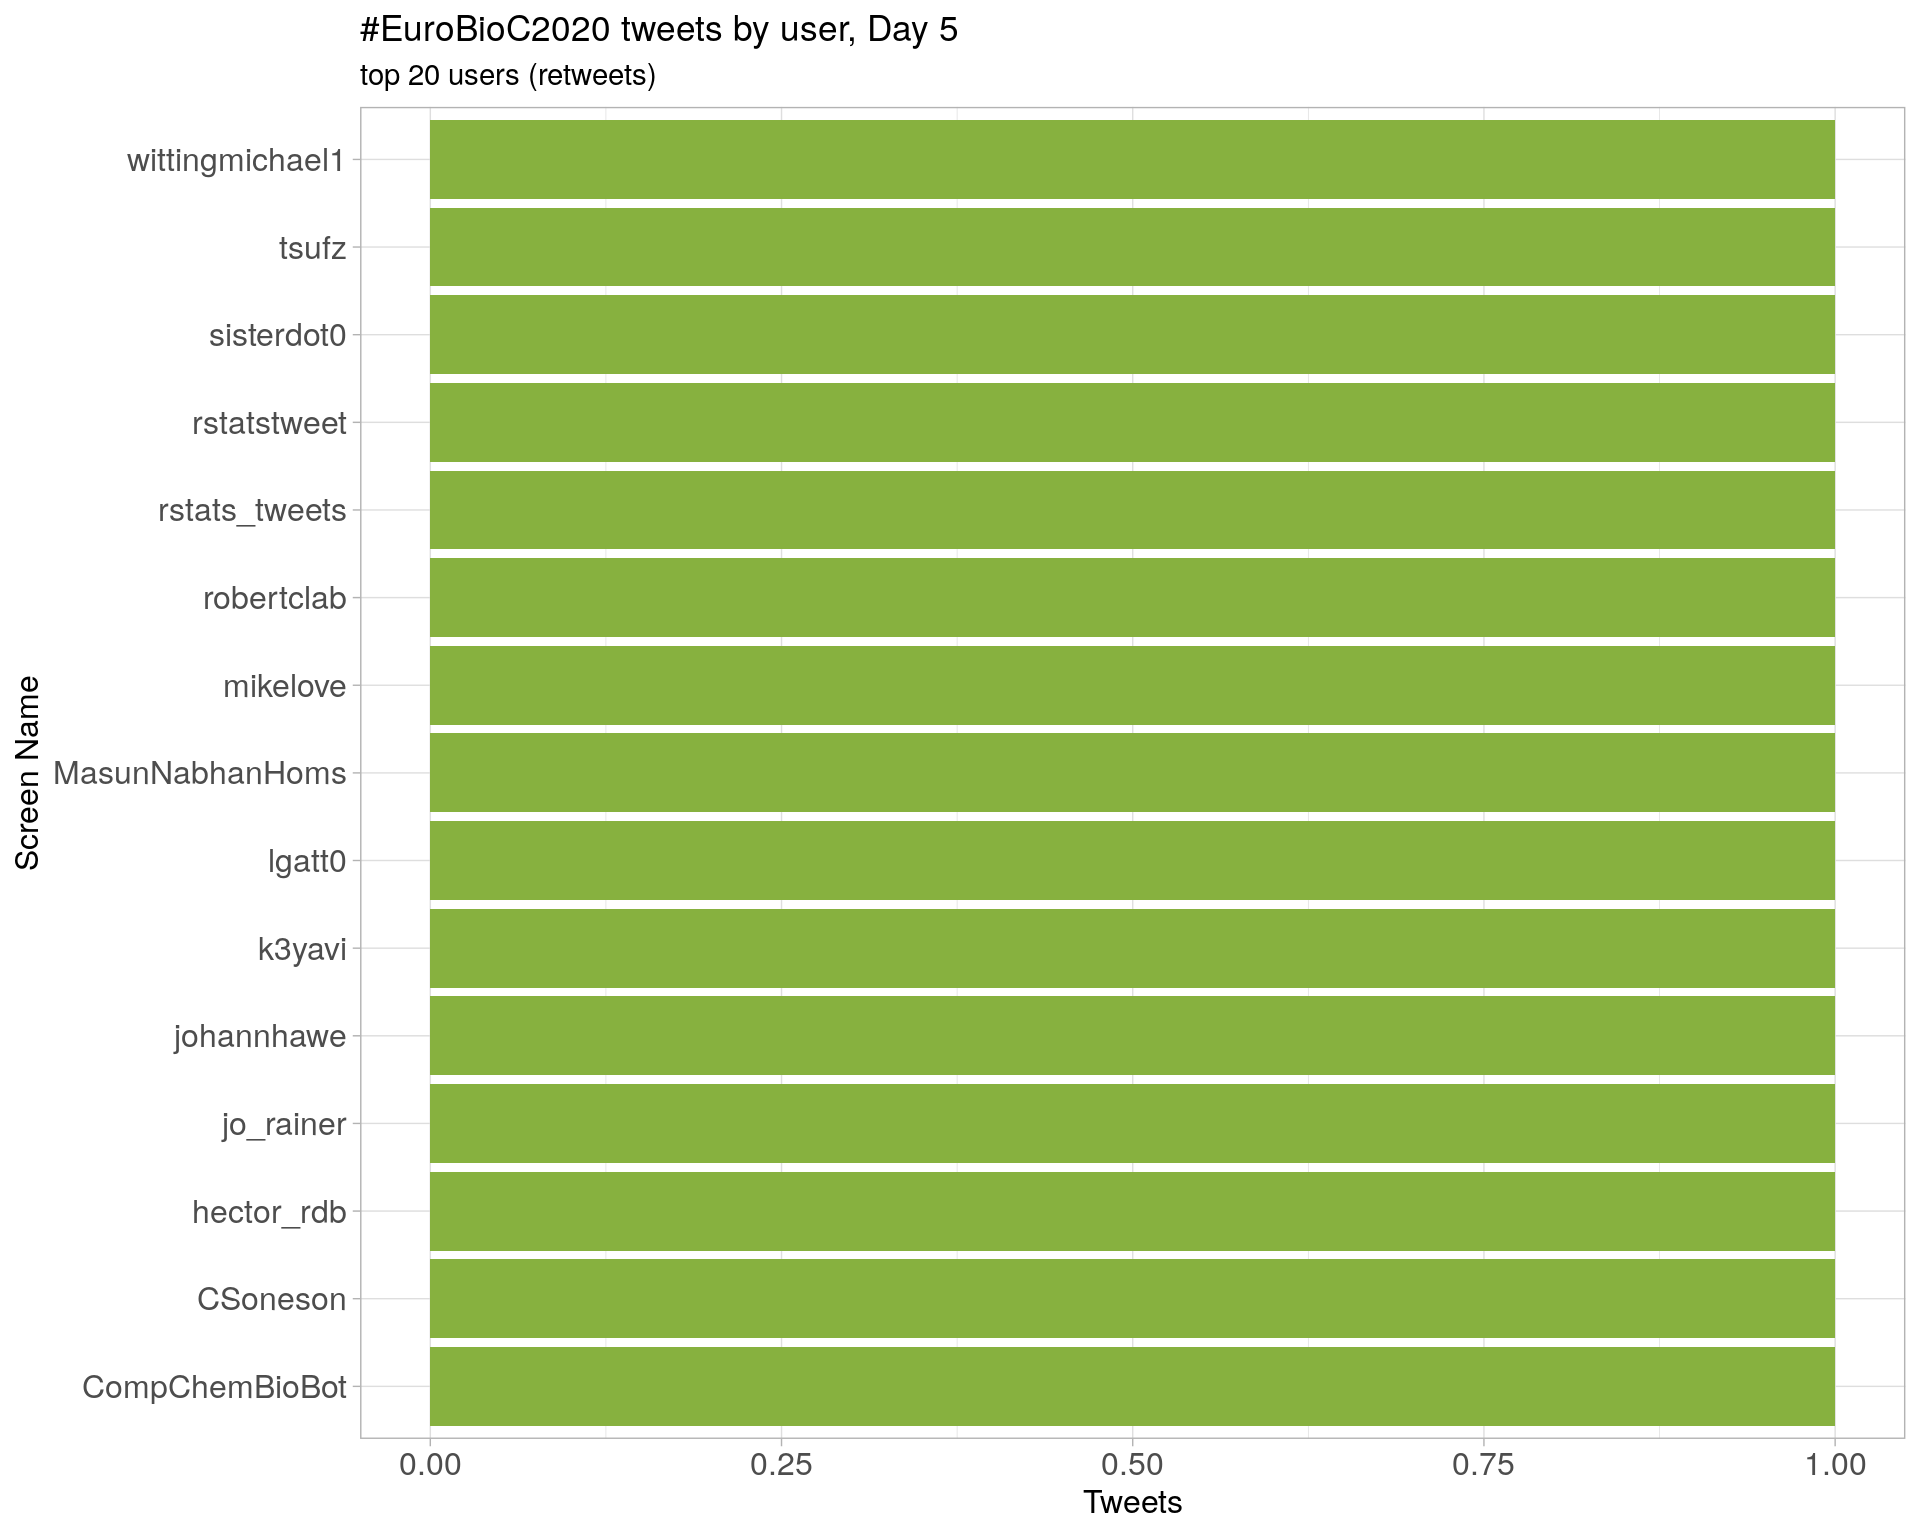 #EuroBioC2020 tweets by user, Day 5
top 20 users (retweets)
Screen Name
wittingmichael1
tsufz
sisterdot0
rstatstweet
rstats_tweets
robertclab
mikelove
MasunNabhanHoms
lgatt0
k3yavi
johannhawe
jo_rainer
hector_rdb
CSoneson
CompChemBioBot
0.00 0.25 0.50 0.75 1.00
Tweets